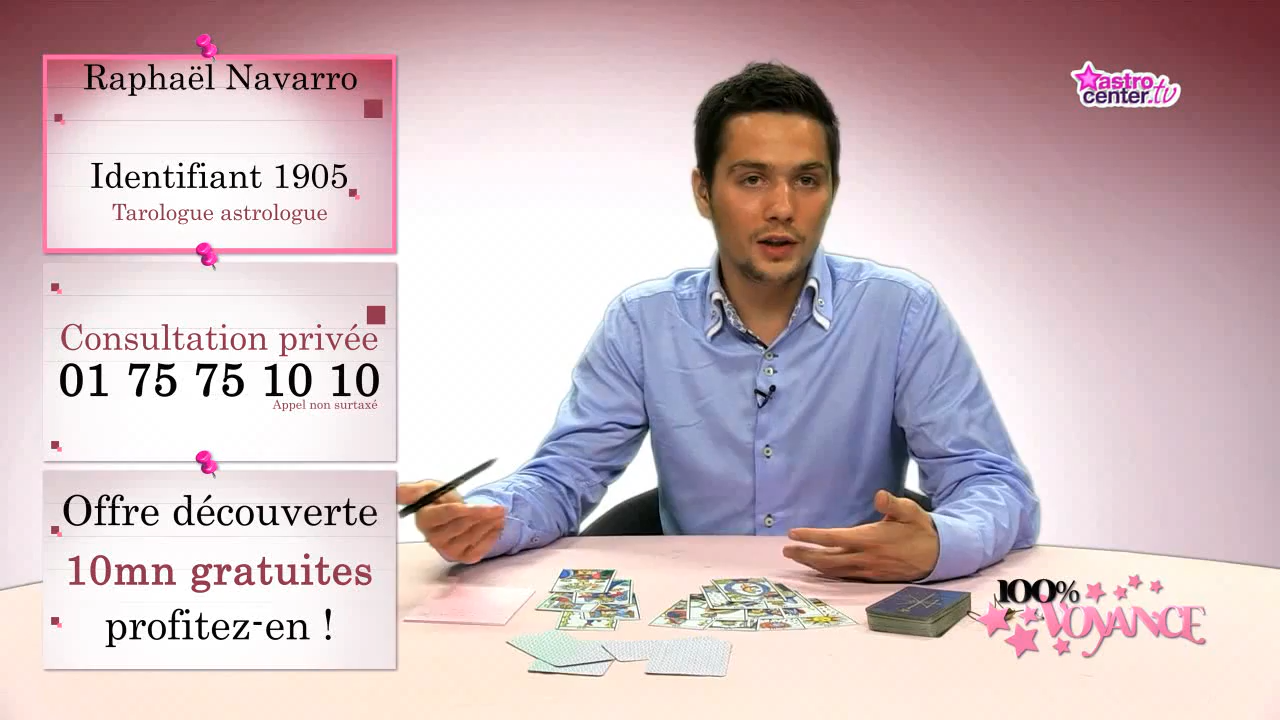 Raphaël Navarro
Identifiant 1905
Tarologue astrologue
Consultation privée
01 75 75 10 10
Appel non surtaxé
Offre découverte
10mn gratuites
profitez-en !
astro
center.tv
100%
VOYANCE